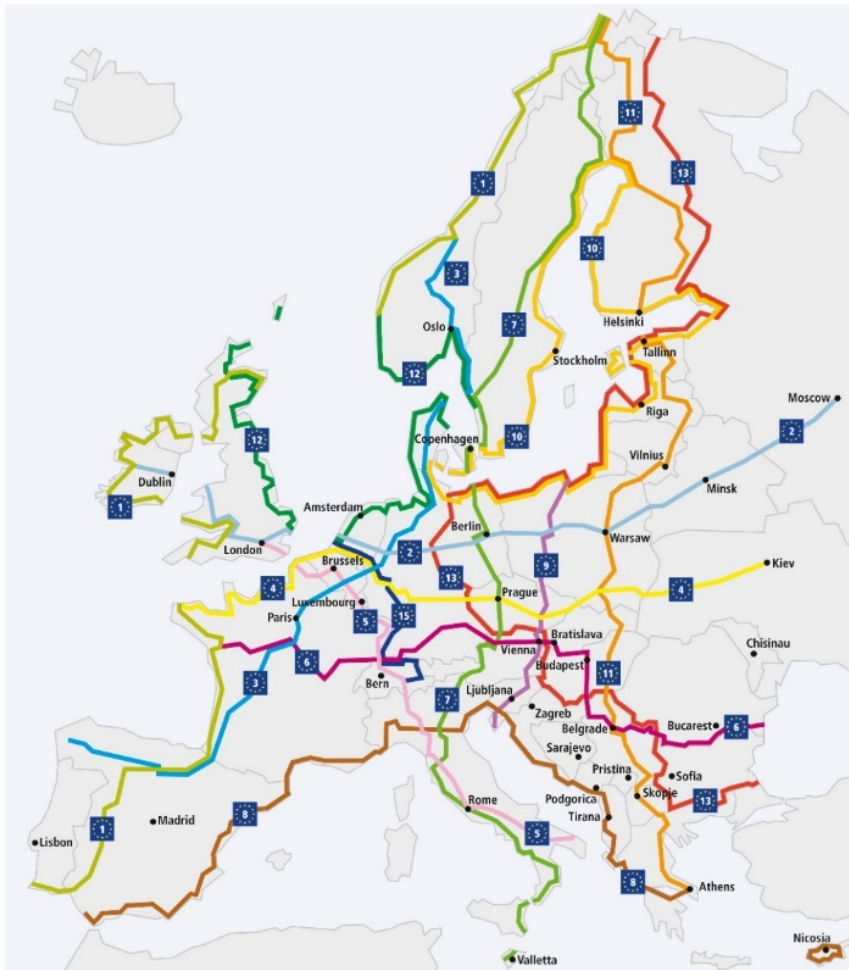 11
1
13
10
3
Oslo
7
Helsinki
Tallinn
Stockholm
12
12
Moscow
Riga
2
10
Copenhagen
Vilnius
Dublin
Minsk
1
Amsterdam
Berlin
Warsaw
London
2
Brussels
9
Kiev
13
4
4
Prague
Luxembourg
15
Paris
5
Vienna
Bratislava
Chisinau
6
Budapest
3
Bern
11
7
Ljubljana
Zagreb
Bucarest
6
Belgrade
Sarajevo
Pristina
Sofia
Skopje
Podgorica
13
Rome
Tirana
8
Madrid
1
5
Lisbon
8
Athens
Nicosia
Valletta